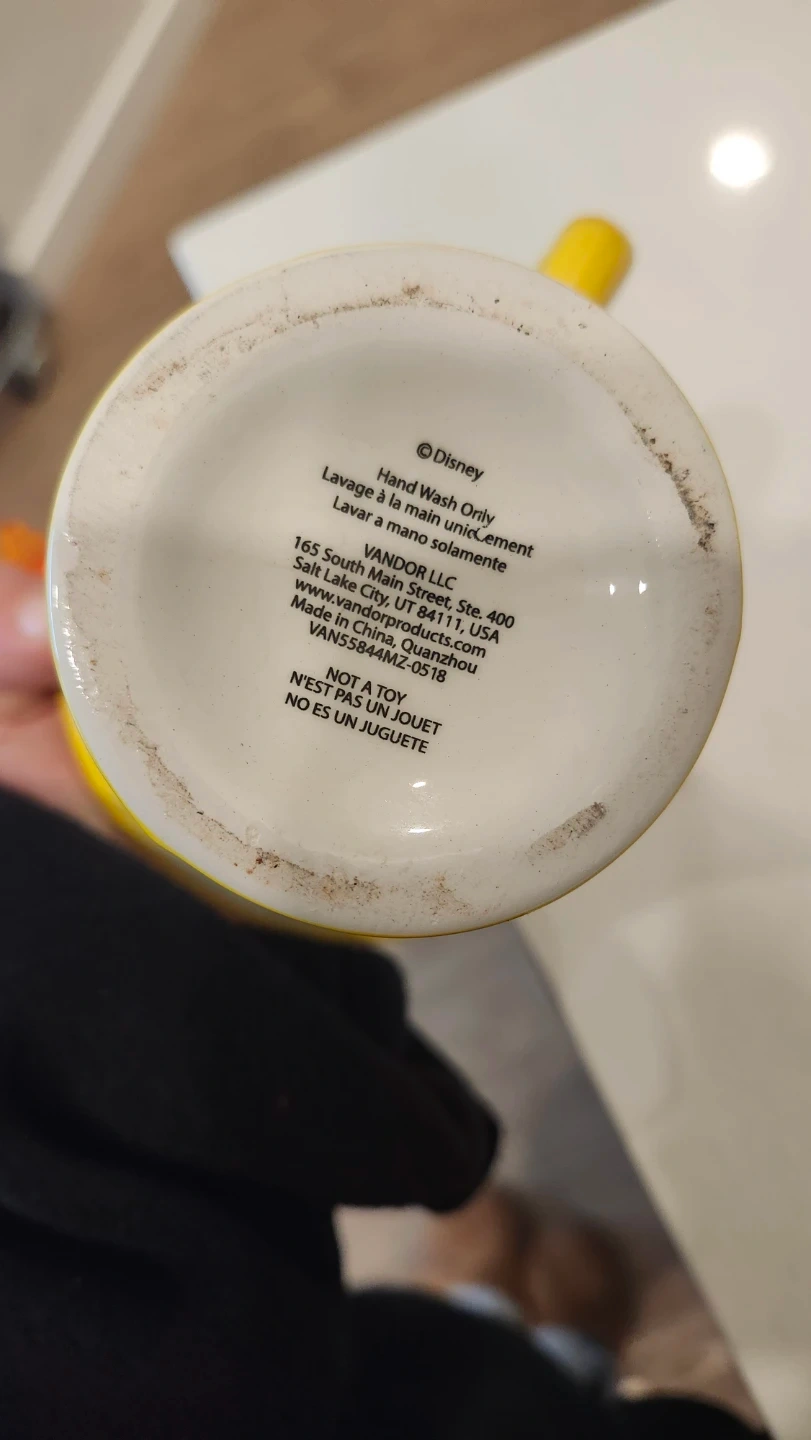 ©Disney
Hand Wash Only
Lavage à la main uniquement
Lavar a mano solamente
VANDOR LLC
165 South Main Street, Ste. 400
Salt Lake City, UT 84111, USA
www.vandorproducts.com
Made in China, Quanzhou
VAN55844MZ-0518
NOT A TOY
N'EST PAS UN JOUET
NO ES UN JUGUETE